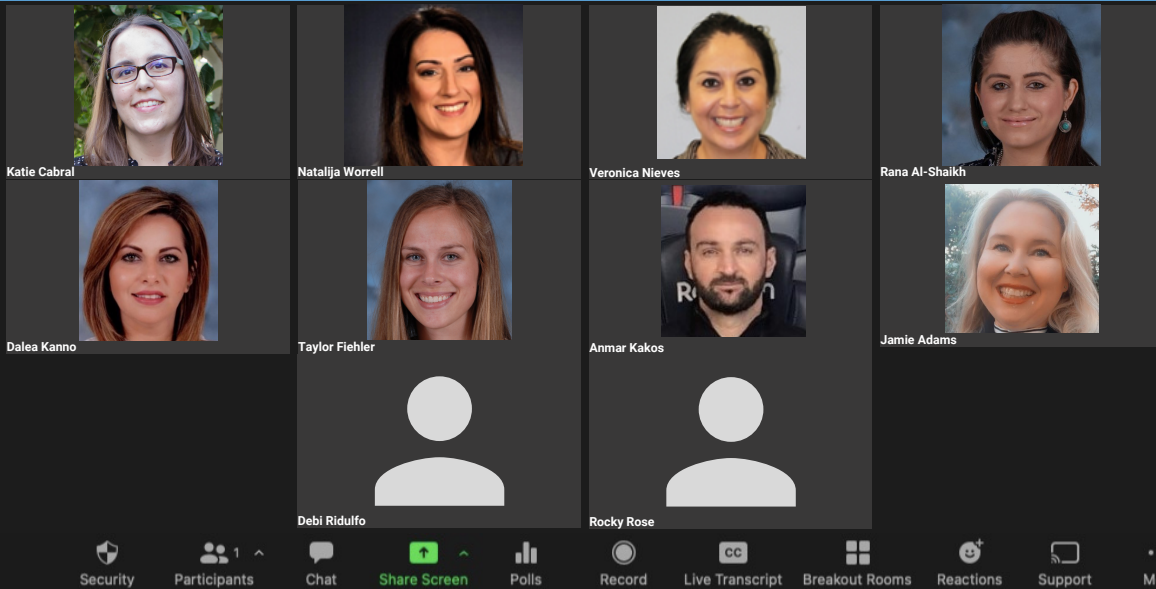 Katie Cabral
Natalija Worrell
Veronica Nieves
Rana Al-Shaikh
Dalea Kanno
Taylor Fiehler
Anmar Kakos
Jamie Adams
Debi Ridulfo
Rocky Rose
1
CC
Security
Participants
Chat
Share Screen
Polls
Record
Live Transcript
Breakout Rooms
Reactions
Support
M